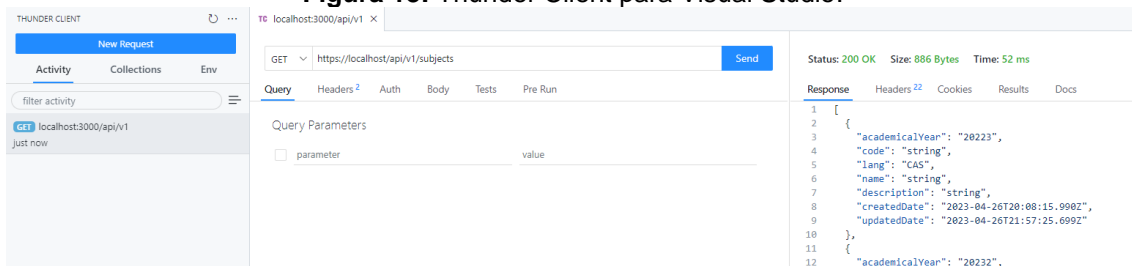 Figura 15. Thunder Client para Visual Studio.
THUNDER CLIENT
New Request
Activity Collections Env
filter activity
GET localhost:3000/api/v1
just now
TC localhost:3000/api/v1
GET https://localhost/api/v1/subjects Send
Query Headers 2 Auth Body Tests Pre Run
Query Parameters
parameter value
Status: 200 OK Size: 886 Bytes Time: 52 ms
Response Headers 22 Cookies Results Docs
1 [
2 {
3 "academicalYear": "20223",
4 "code": "string",
5 "lang": "CAS",
6 "name": "string",
7 "description": "string",
8 "createdDate": "2023-04-26T20:08:15.990Z",
9 "updatedDate": "2023-04-26T21:57:25.699Z"
10 },
11 {
12 "academicalYear": "20232",